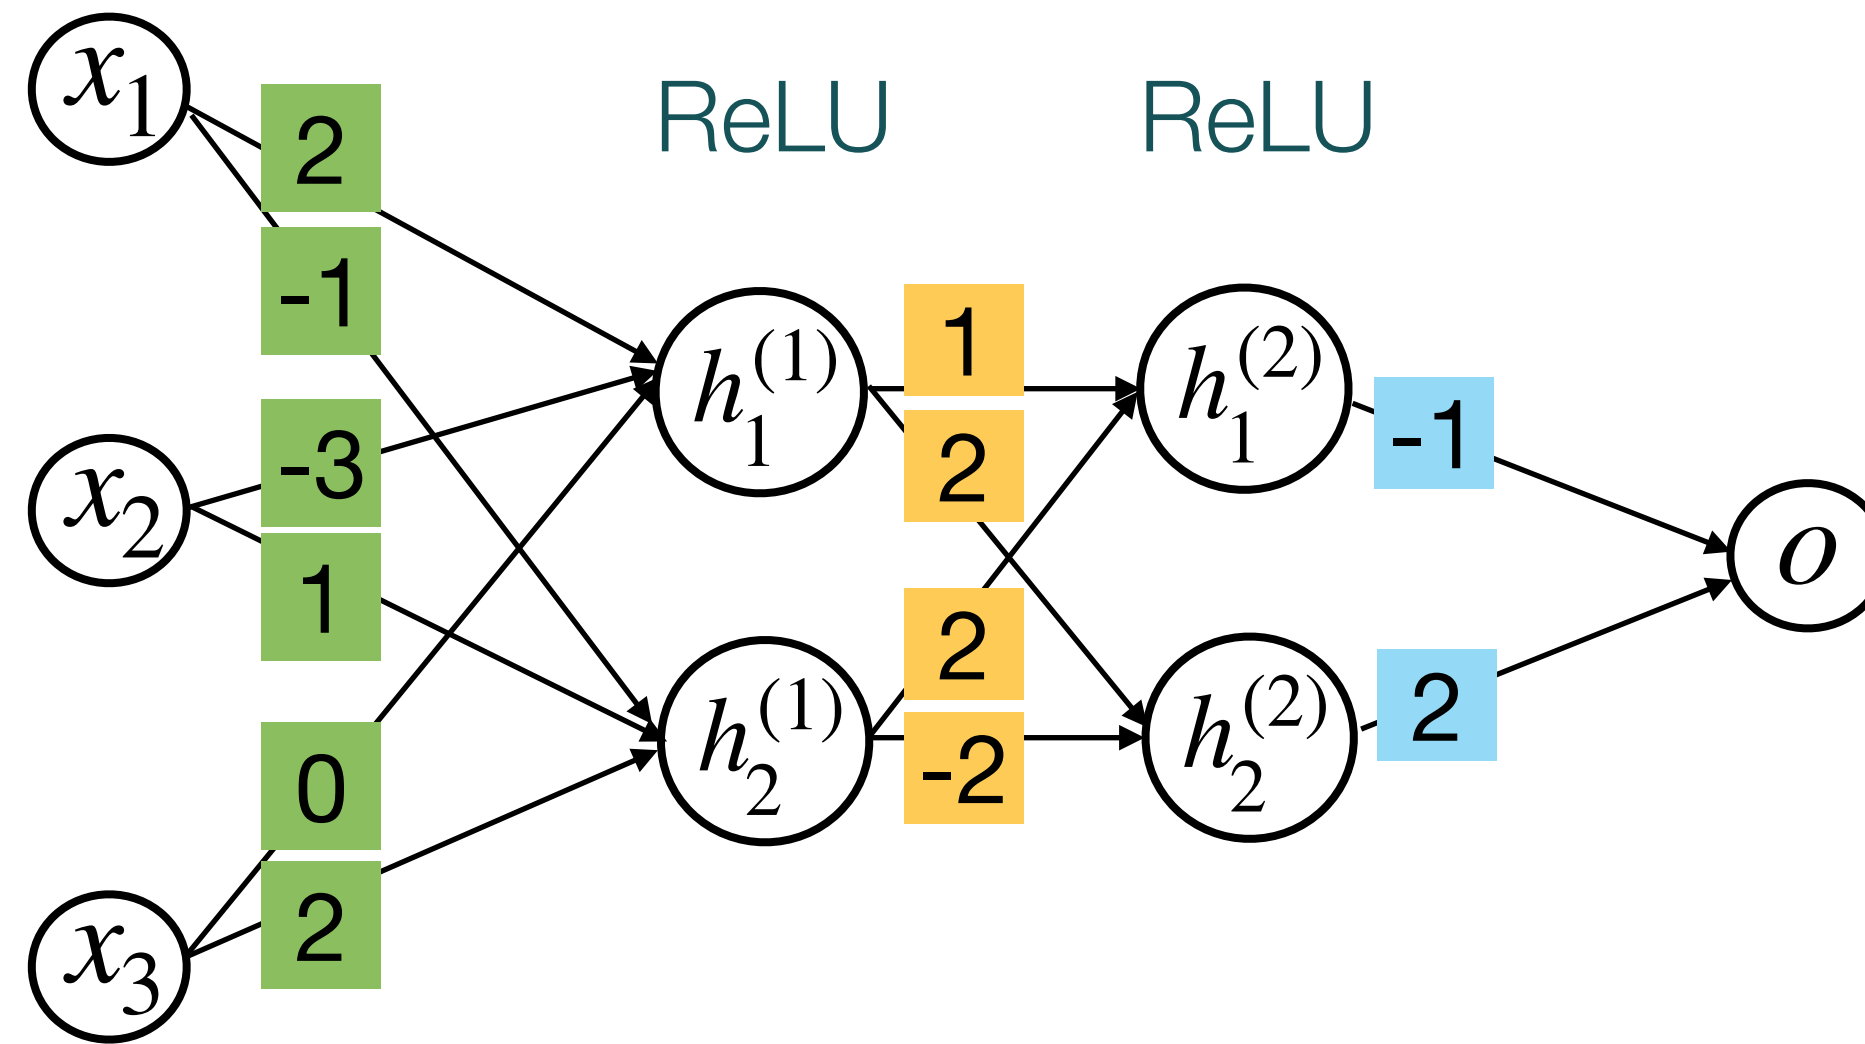 x₁
2
-1
x₂
-3
1
x₃
0
2
ReLU
h₁⁽¹⁾
h₂⁽¹⁾
1
2
2
-2
ReLU
h₁⁽²⁾
h₂⁽²⁾
-1
2
o